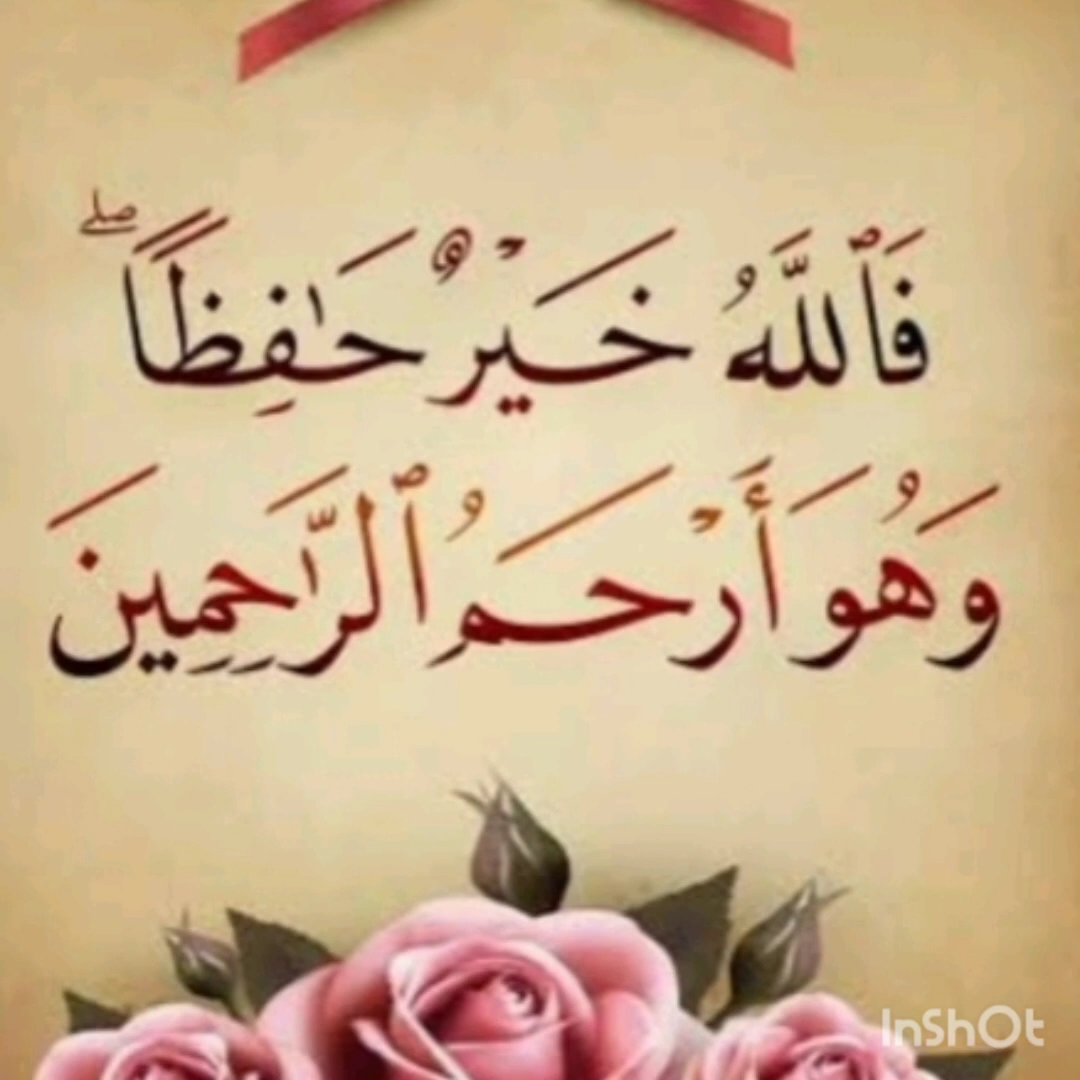 فَٱللَّهُ خَيْرٌ حَٰفِظًا ۖ
وَهُوَ أَرْحَمُ ٱلرَّٰحِمِينَ
InShOt